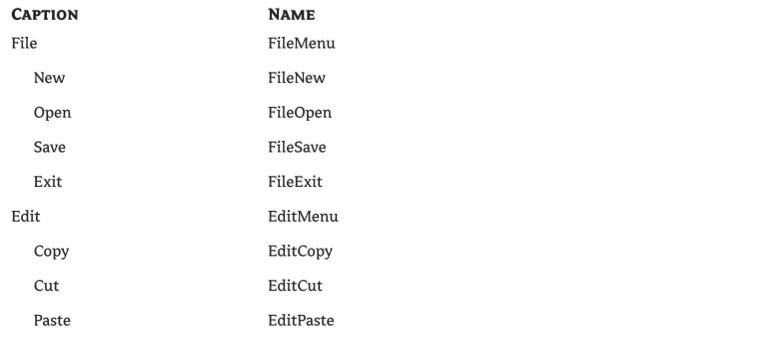 CAPTION NAME
File FileMenu
New FileNew
Open FileOpen
Save FileSave
Exit FileExit
Edit EditMenu
Copy EditCopy
Cut EditCut
Paste EditPaste